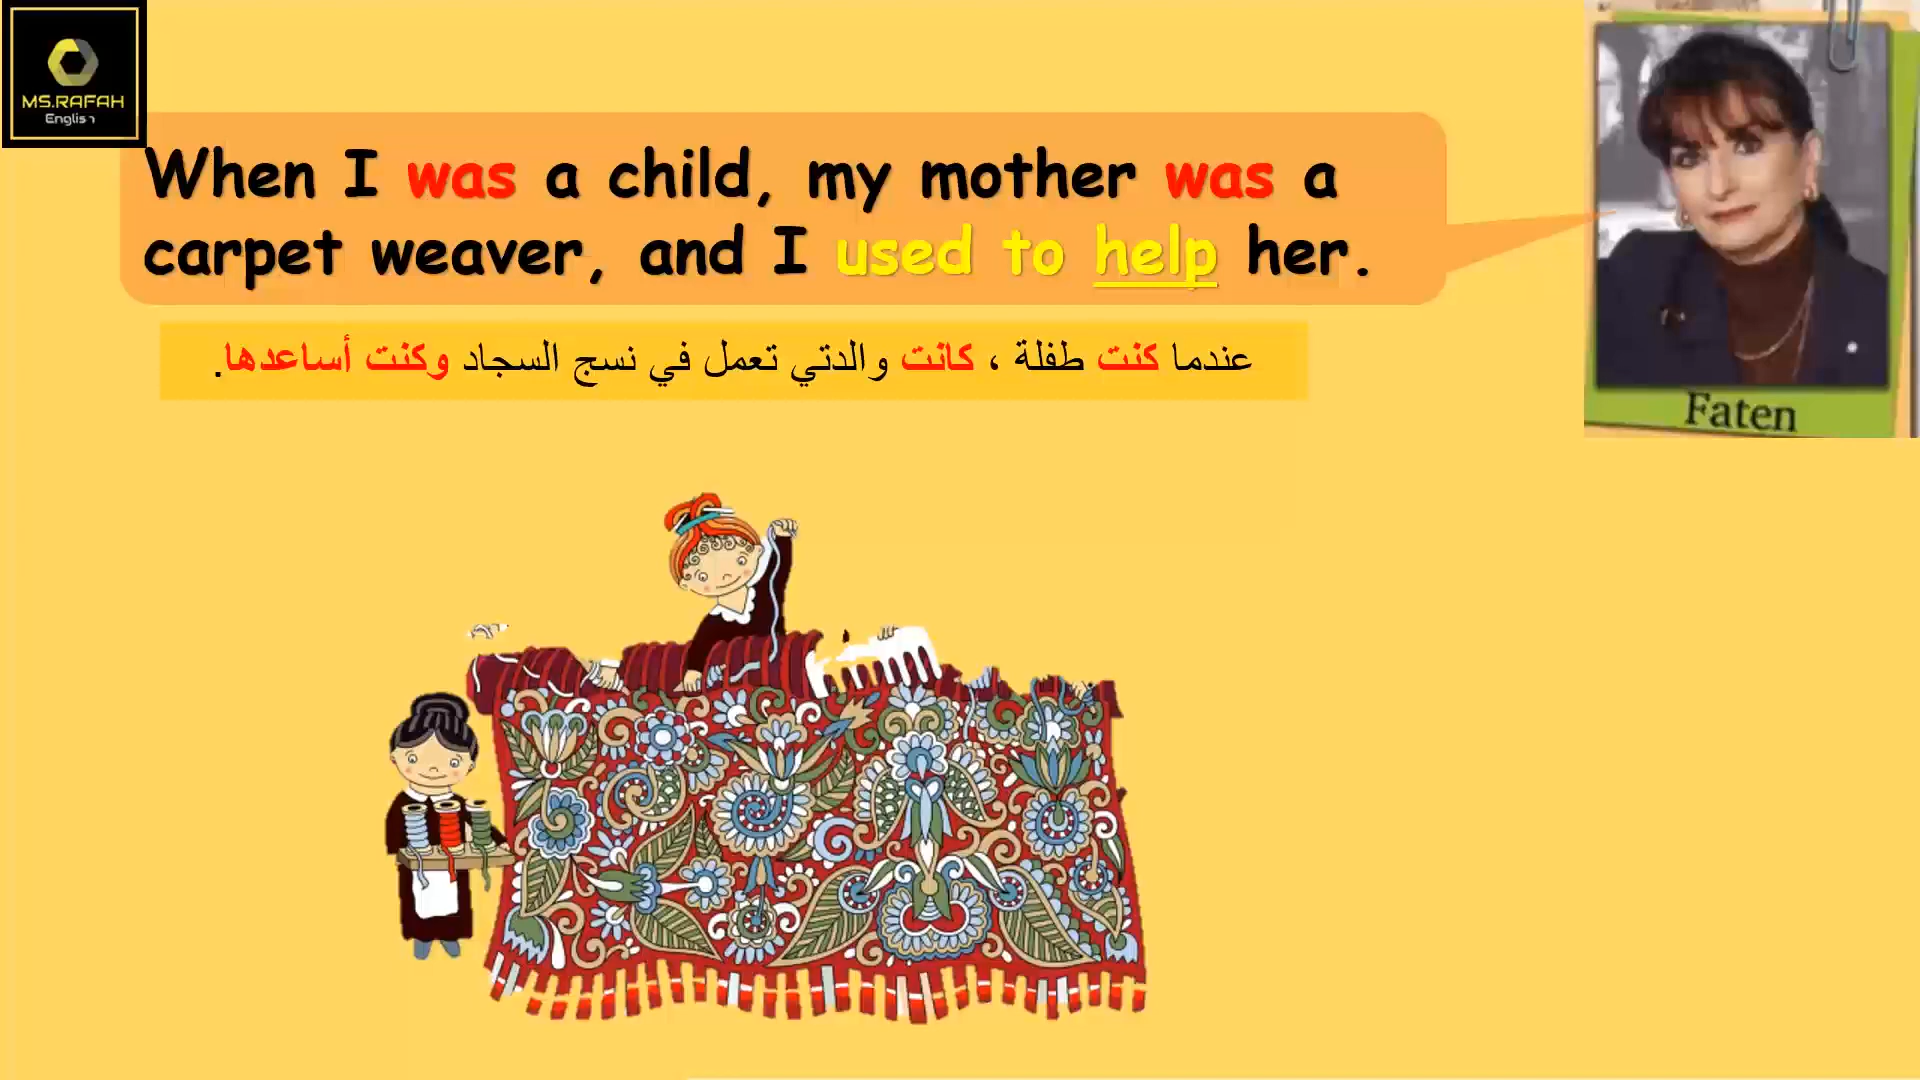 MS.RAFAH
English
When I was a child, my mother was a
carpet weaver, and I used to help her.
عندما كنت طفلة ، كانت والدتي تعمل في نسج السجاد وكنت أساعدها.
Faten